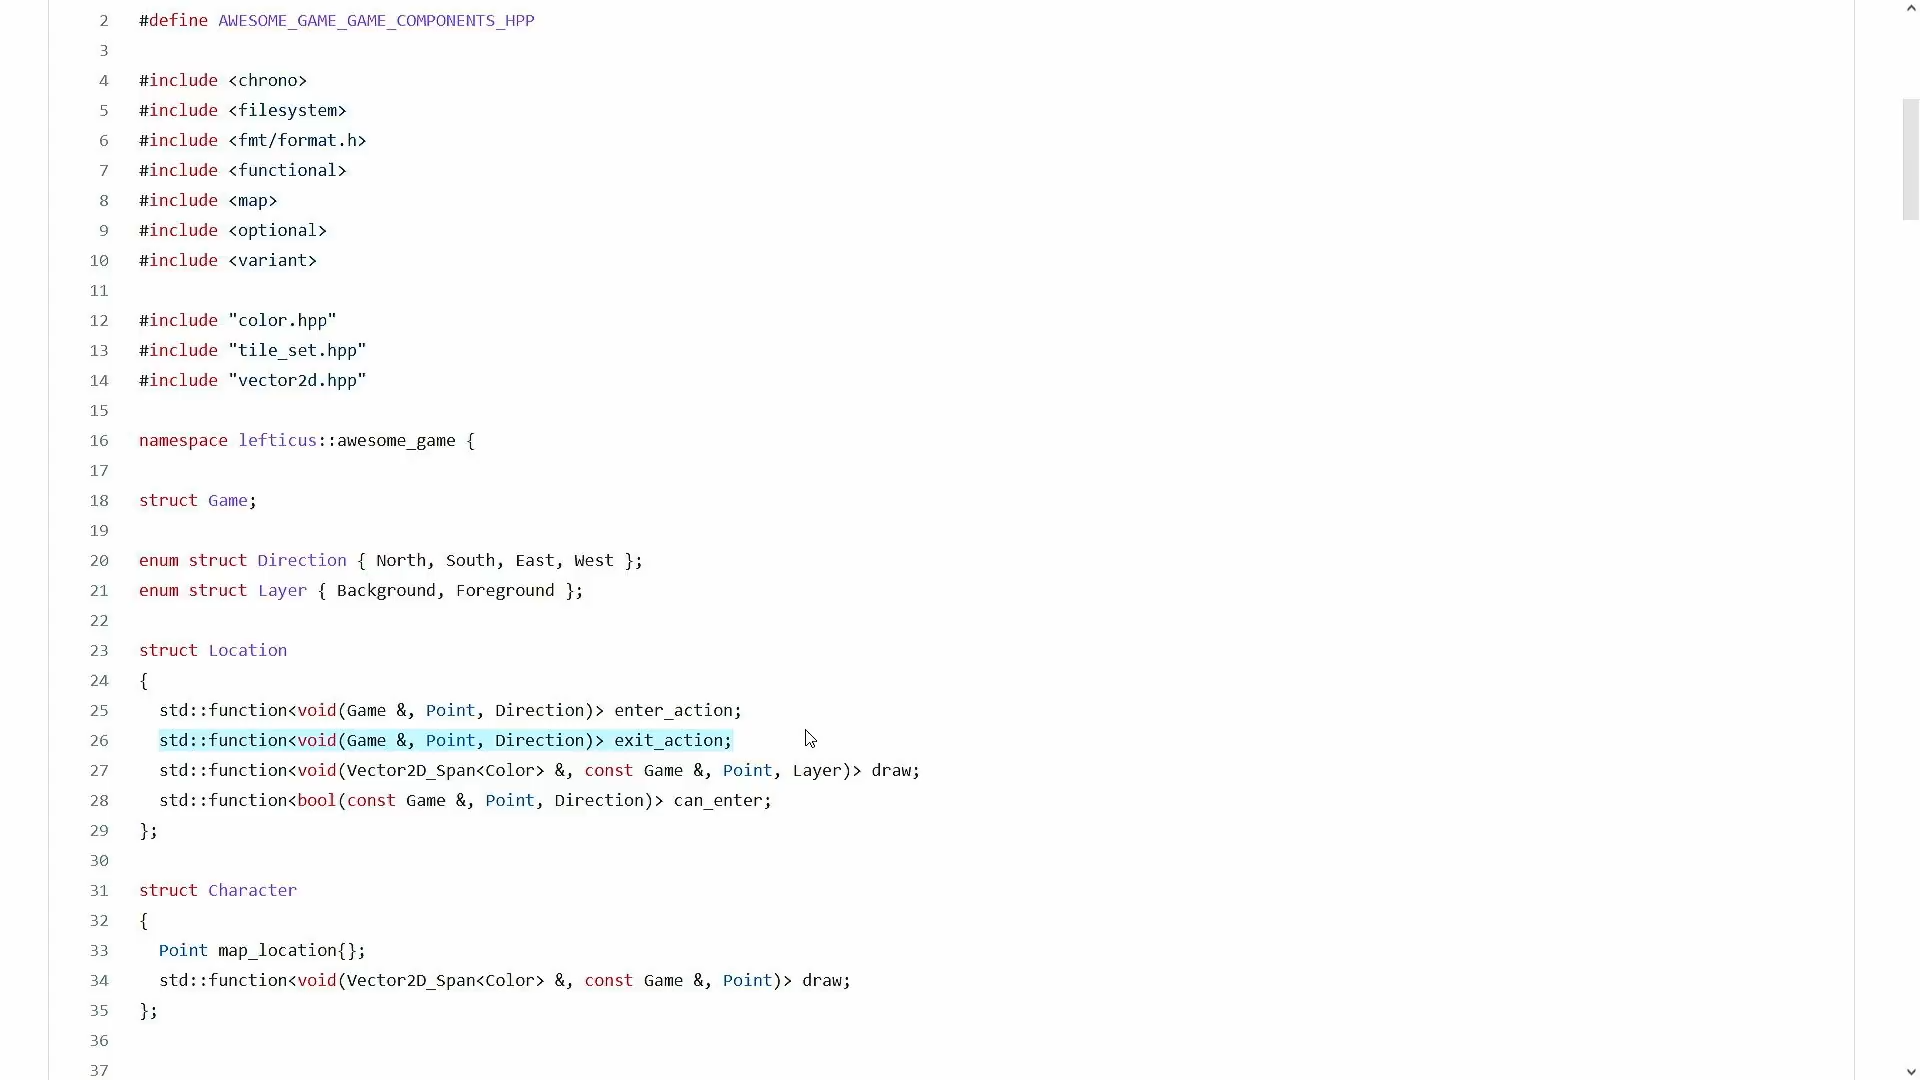 2 #define AWESOME_GAME_GAME_COMPONENTS_HPP
3
4 #include <chrono>
5 #include <filesystem>
6 #include <fmt/format.h>
7 #include <functional>
8 #include <map>
9 #include <optional>
10 #include <variant>
11
12 #include "color.hpp"
13 #include "tile_set.hpp"
14 #include "vector2d.hpp"
15
16 namespace lefticus::awesome_game {
17
18 struct Game;
19
20 enum struct Direction { North, South, East, West };
21 enum struct Layer { Background, Foreground };
22
23 struct Location
24 {
25 std::function<void(Game &, Point, Direction)> enter_action;
26 std::function<void(Game &, Point, Direction)> exit_action;
27 std::function<void(Vector2D_Span<Color> &, const Game &, Point, Layer)> draw;
28 std::function<bool(const Game &, Point, Direction)> can_enter;
29 };
30
31 struct Character
32 {
33 Point map_location{};
34 std::function<void(Vector2D_Span<Color> &, const Game &, Point)> draw;
35 };
36
37